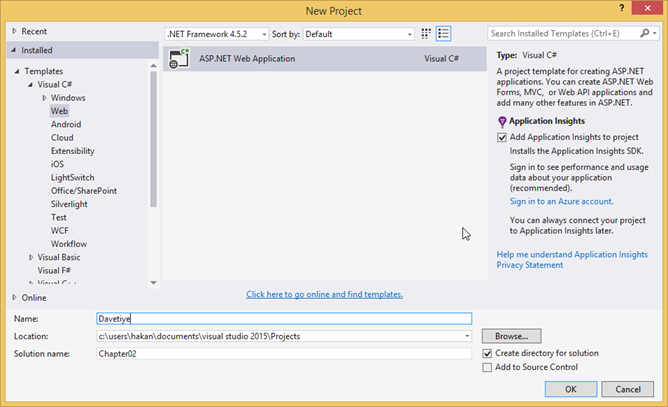 New Project
Recent
Installed
Templates
Visual C#
Windows
Web
Android
Cloud
Extensibility
iOS
LightSwitch
Office/SharePoint
Silverlight
Test
WCF
Workflow
Visual Basic
Visual F#
Visual C++
Online
.NET Framework 4.5.2
Sort by: Default
ASP.NET Web Application Visual C#
Click here to go online and find templates.
Search Installed Templates (Ctrl+E)
Type: Visual C#
A project template for creating ASP.NET
applications. You can create ASP.NET Web
Forms, MVC, or Web API applications and
add many other features in ASP.NET.
Application Insights
Add Application Insights to project
Installs the Application Insights SDK.
Sign in to see performance and usage
data about your application
(recommended).
Sign in to an Azure account.
You can always connect your project
to Application Insights later.
Help me understand Application Insights
Privacy Statement
Name: Davetiye
Location: c:\users\hakan\documents\visual studio 2015\Projects
Browse...
Solution name: Chapter02
Create directory for solution
Add to Source Control
OK Cancel